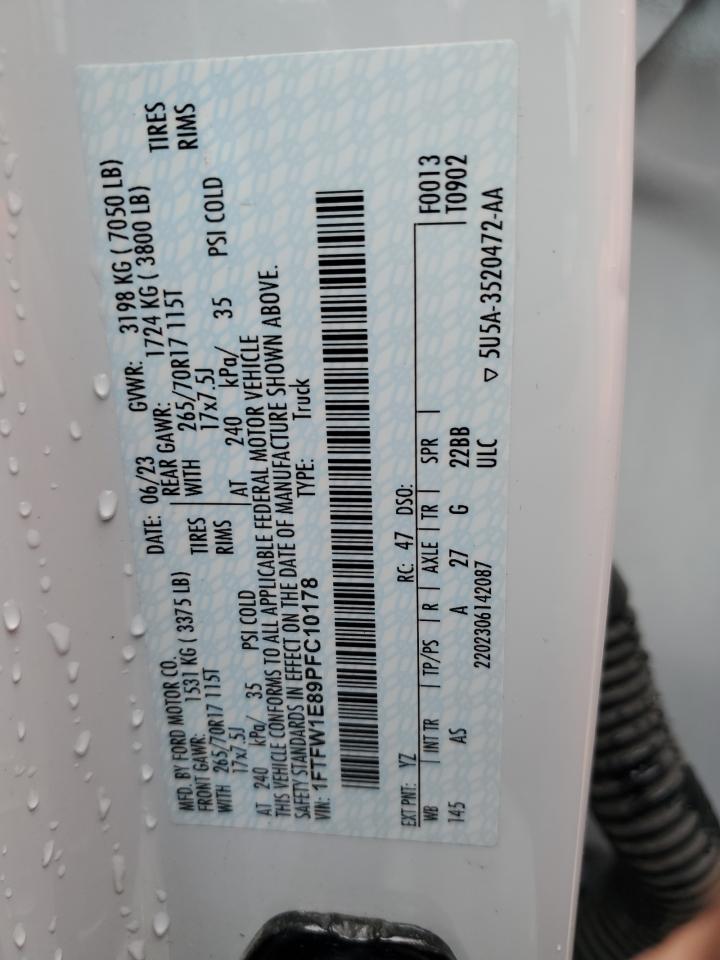 MFD. BY FORD MOTOR CO. DATE: 06/23 GVWR: 3198 KG ( 7050 LB)
FRONT GAWR: 1531 KG ( 3375 LB) REAR GAWR: 1724 KG ( 3800 LB)
WITH 265/70R17 115T TIRES WITH 265/70R17 115T TIRES
17x7.5J RIMS 17x7.5J RIMS
AT 240 kPa/ 35 PSI COLD AT 240 kPa/ 35 PSI COLD
THIS VEHICLE CONFORMS TO ALL APPLICABLE FEDERAL MOTOR VEHICLE
SAFETY STANDARDS IN EFFECT ON THE DATE OF MANUFACTURE SHOWN ABOVE.
VIN: 1FTFW1E89PFC10178 TYPE: Truck
EXT PNT: YZ RC: 47 DSO: F0013
WB INT TR TP/PS R AXLE TR SPR T0902
145 AS A 27 G 22BB
2202306142087 ULC ▽ 5U5A-3520472-AA